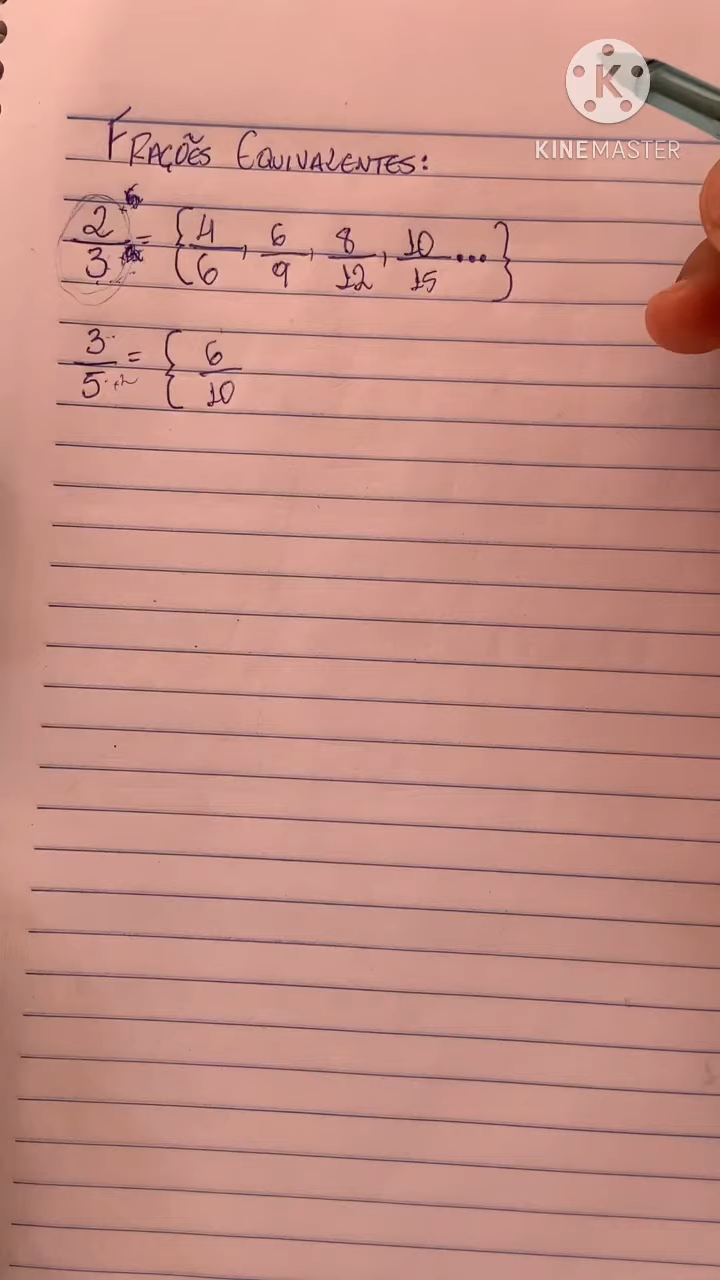 KINEMASTER
FRAÇÕES EQUIVALENTES:
2/3 = { 4/6, 6/9, 8/12, 10/15 ... }
3/5 = { 6/10